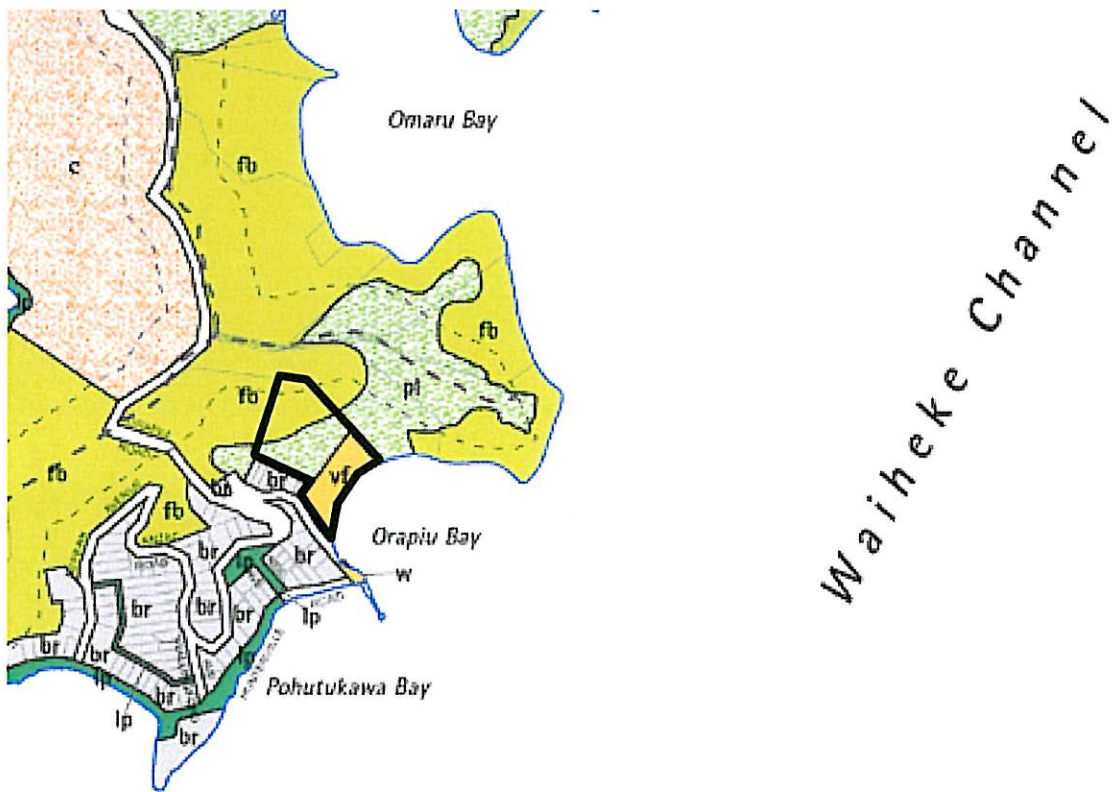 Omaru Bay
c
fb
Waiheke Channel
fb
fb
pl
fb
vf
br
fb
Orapiu Bay
br
br
w
br
br
br
lp
br
br
lp
br
lp
Pohutukawa Bay
br